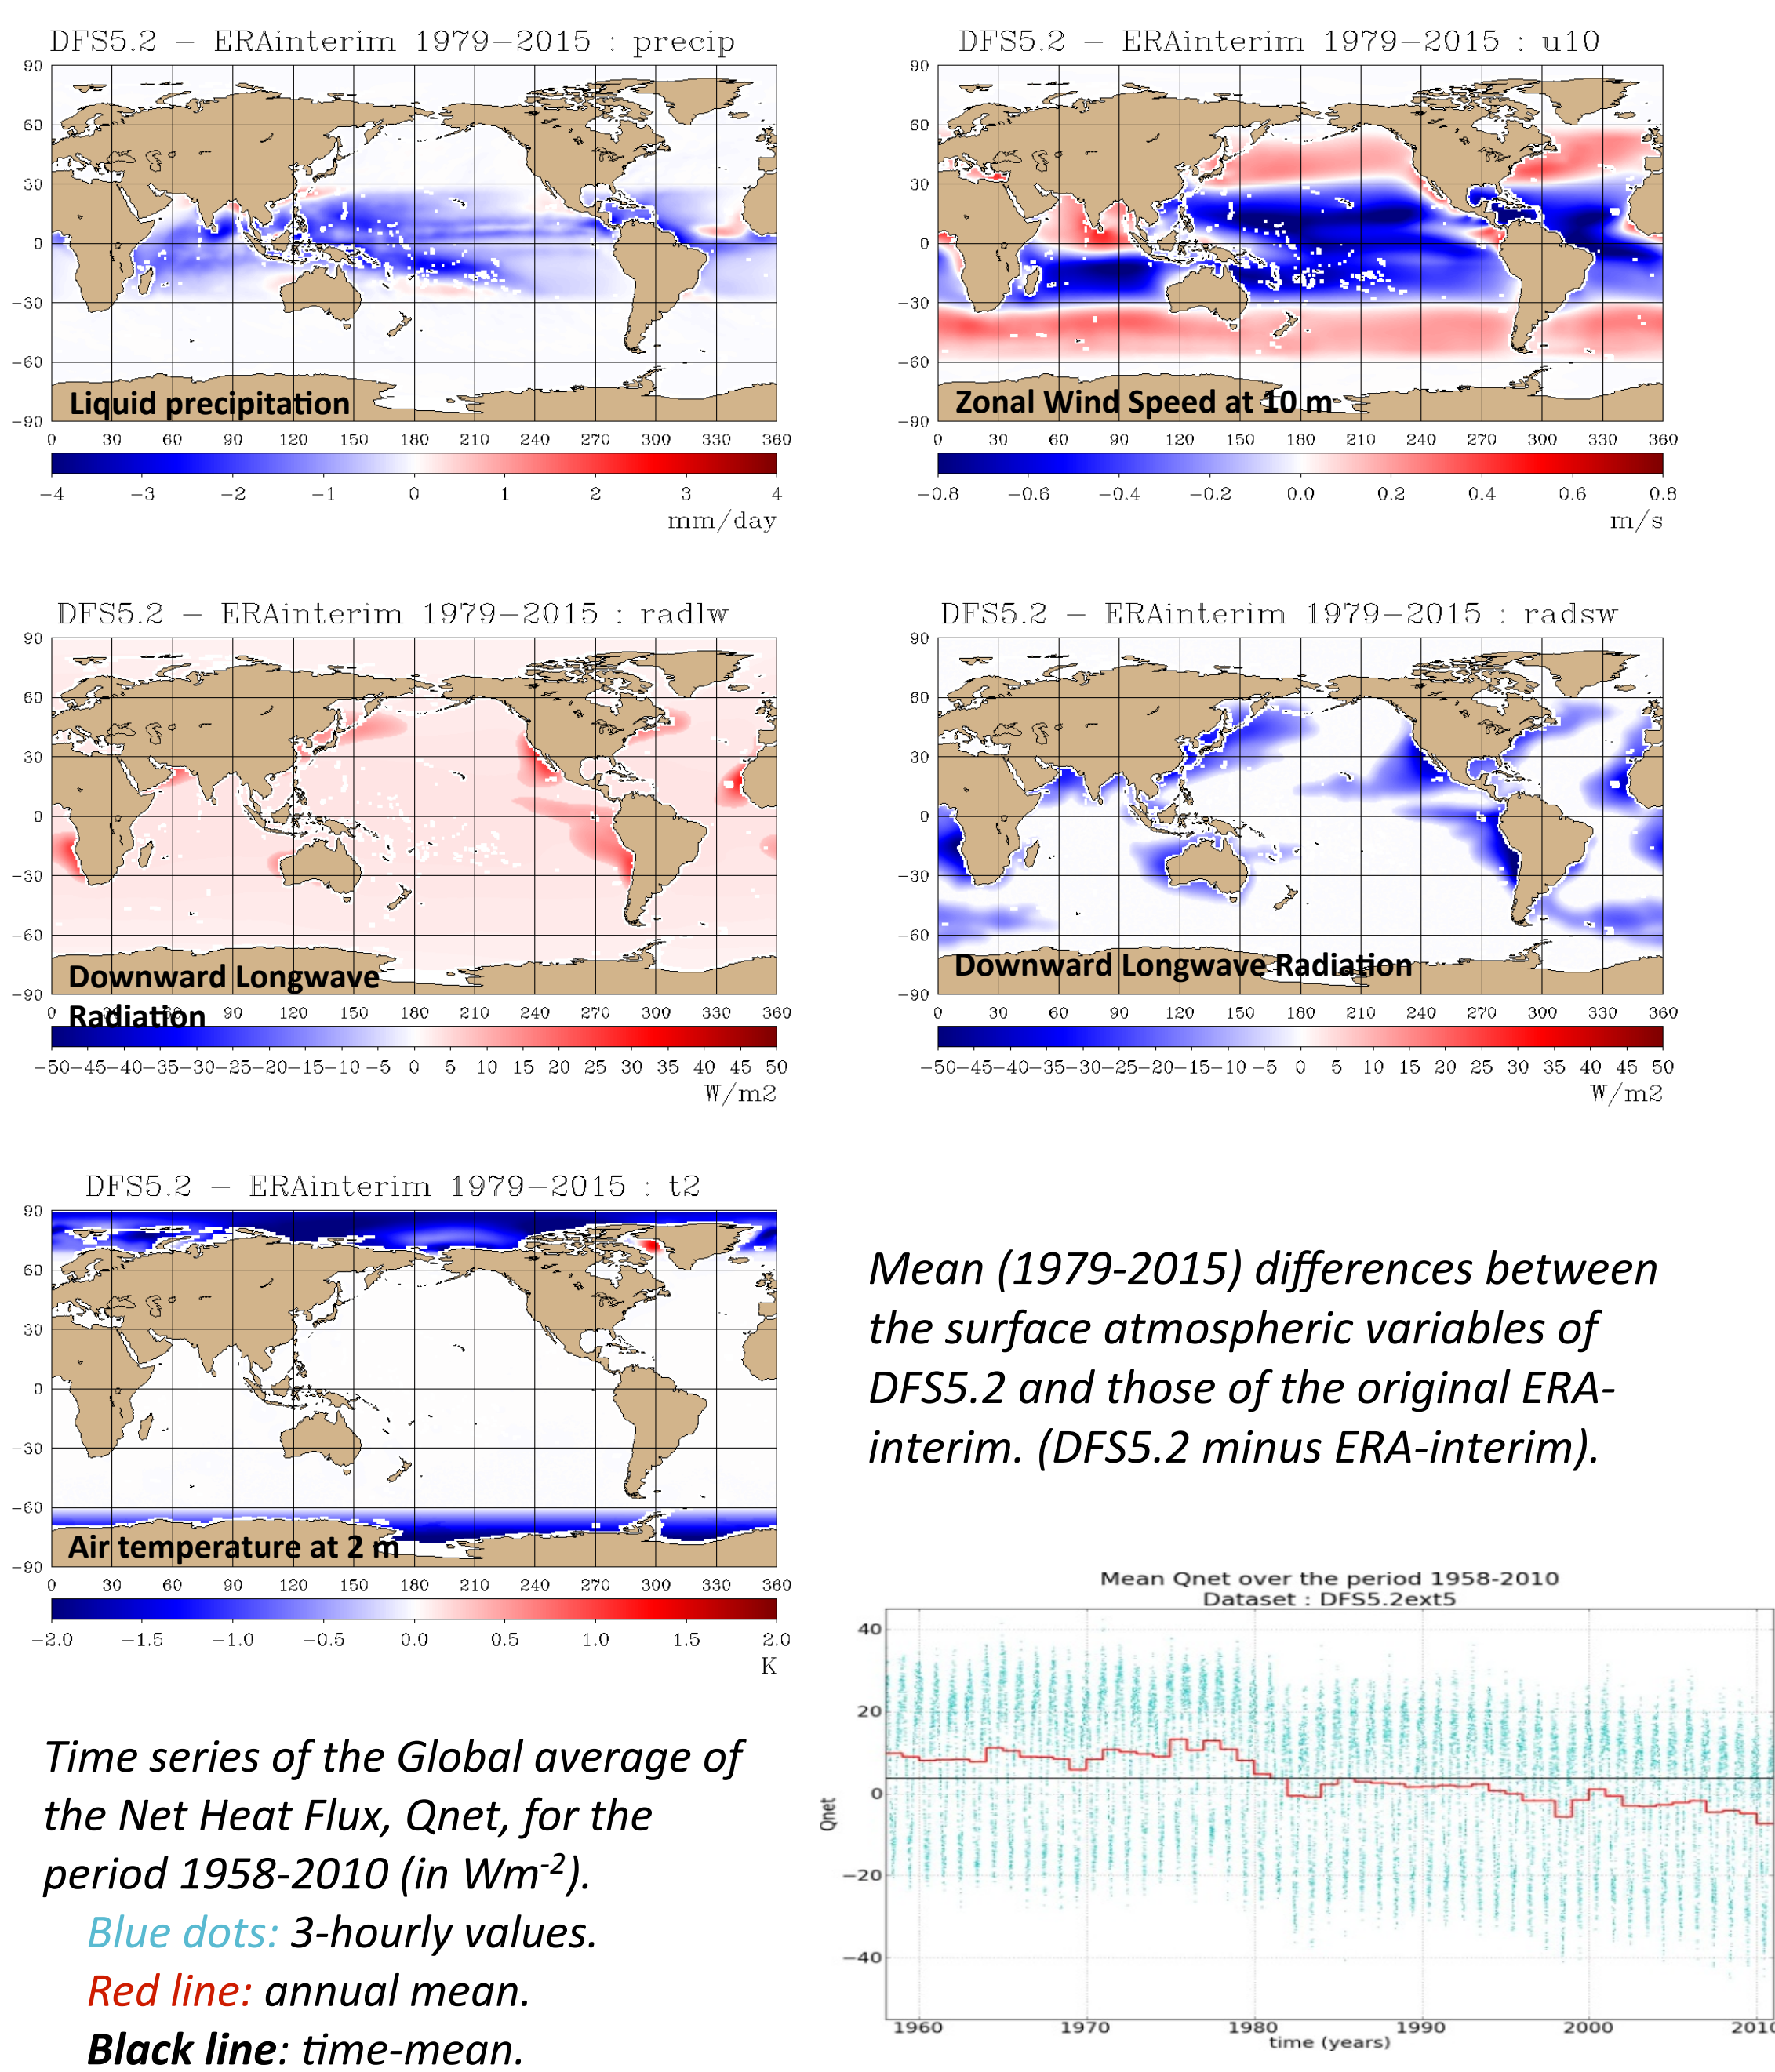 DFS5.2 − ERAinterim 1979−2015 : precip
90
60
30
0
−30
−60
−90
Liquid precipitation
0 30 60 90 120 150 180 210 240 270 300 330 360
−4 −3 −2 −1 0 1 2 3 4
mm/day
DFS5.2 − ERAinterim 1979−2015 : u10
90
60
30
0
−30
−60
−90
Zonal Wind Speed at 10 m
0 30 60 90 120 150 180 210 240 270 300 330 360
−0.8 −0.6 −0.4 −0.2 0.0 0.2 0.4 0.6 0.8
m/s
DFS5.2 − ERAinterim 1979−2015 : radlw
90
60
30
0
−30
−60
−90
Downward Longwave
Radiation
0 30 60 90 120 150 180 210 240 270 300 330 360
−50−45−40−35−30−25−20−15−10 −5 0 5 10 15 20 25 30 35 40 45 50
W/m2
DFS5.2 − ERAinterim 1979−2015 : radsw
90
60
30
0
−30
−60
−90
Downward Longwave Radiation
0 30 60 90 120 150 180 210 240 270 300 330 360
−50−45−40−35−30−25−20−15−10 −5 0 5 10 15 20 25 30 35 40 45 50
W/m2
DFS5.2 − ERAinterim 1979−2015 : t2
90
60
30
0
−30
−60
−90
Air temperature at 2 m
0 30 60 90 120 150 180 210 240 270 300 330 360
−2.0 −1.5 −1.0 −0.5 0.0 0.5 1.0 1.5 2.0
K
Mean (1979-2015) differences between
the surface atmospheric variables of
DFS5.2 and those of the original ERA-
interim. (DFS5.2 minus ERA-interim).
Time series of the Global average of
the Net Heat Flux, Qnet, for the
period 1958-2010 (in Wm-2).
Blue dots: 3-hourly values.
Red line: annual mean.
Black line: time-mean.
Mean Qnet over the period 1958-2010
Dataset : DFS5.2ext5
40
20
0
−20
−40
Qnet
1960 1970 1980 1990 2000 2010
time (years)